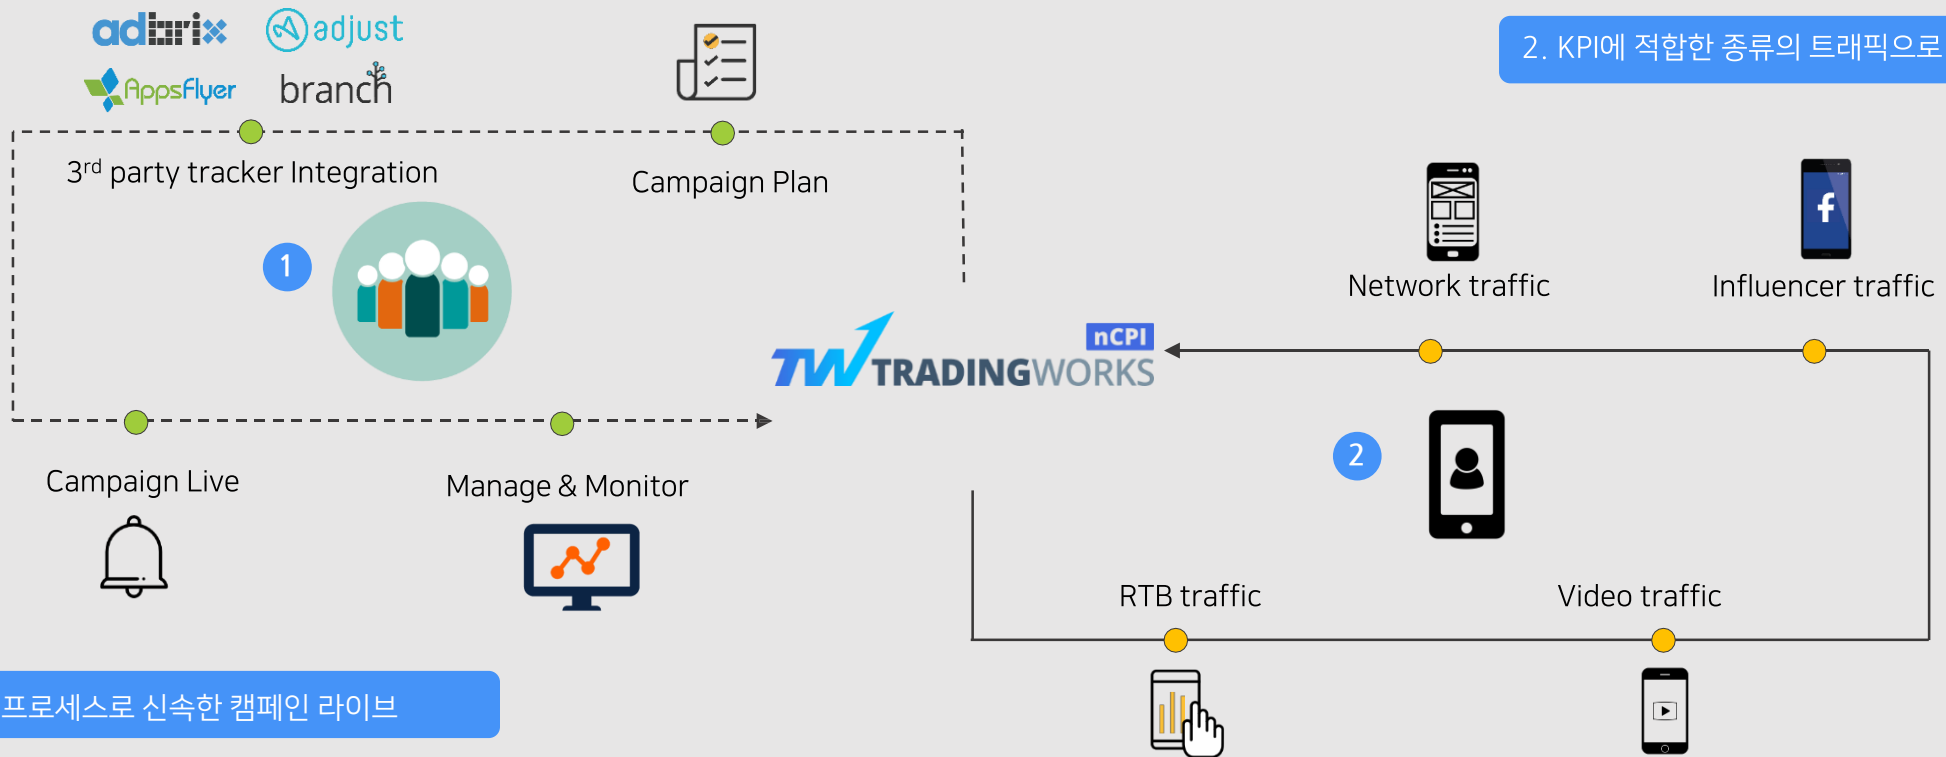 adbrix
adjust
AppsFlyer
branch
3rd party tracker Integration
Campaign Plan
1
Campaign Live
Manage & Monitor
프로세스로 신속한 캠페인 라이브
TW TRADINGWORKS
nCPI
2. KPI에 적합한 종류의 트래픽으로
Network traffic
Influencer traffic
f
2
RTB traffic
Video traffic